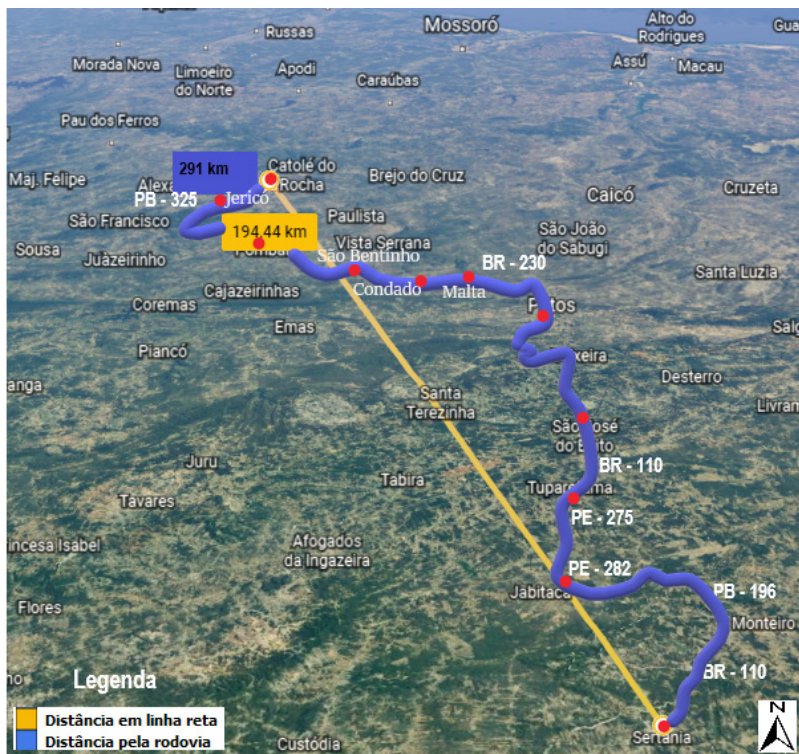 Russas
Mossoró
Alto do
Rodrigues
Morada Nova
Limoeiro
do Norte
Apodi
Caraúbas
Assú
Macau
Pau dos Ferros
291 km
Catolé do
Rocha
Maj. Felipe
PB - 325
Jericó
Brejo do Cruz
Caicó
Cruzeta
São Francisco
194,44 km
Paulista
São João
do Sabugi
Sousa
Juazeirinho
Vista Serrana
São Bentinho
BR - 230
Santa Luzia
Coremas
Cajazeirinhas
Condado
Malta
Emas
Piancó
Desterro
Santa
Terezinha
São José
Juru
BR - 110
Tabira
Tavares
PE - 275
Afogados
da Ingazeira
PE - 282
Flores
PB - 196
Monteiro
Legenda
BR - 110
Distância em linha reta
Distância pela rodovia
Custódia
Sertânia
N